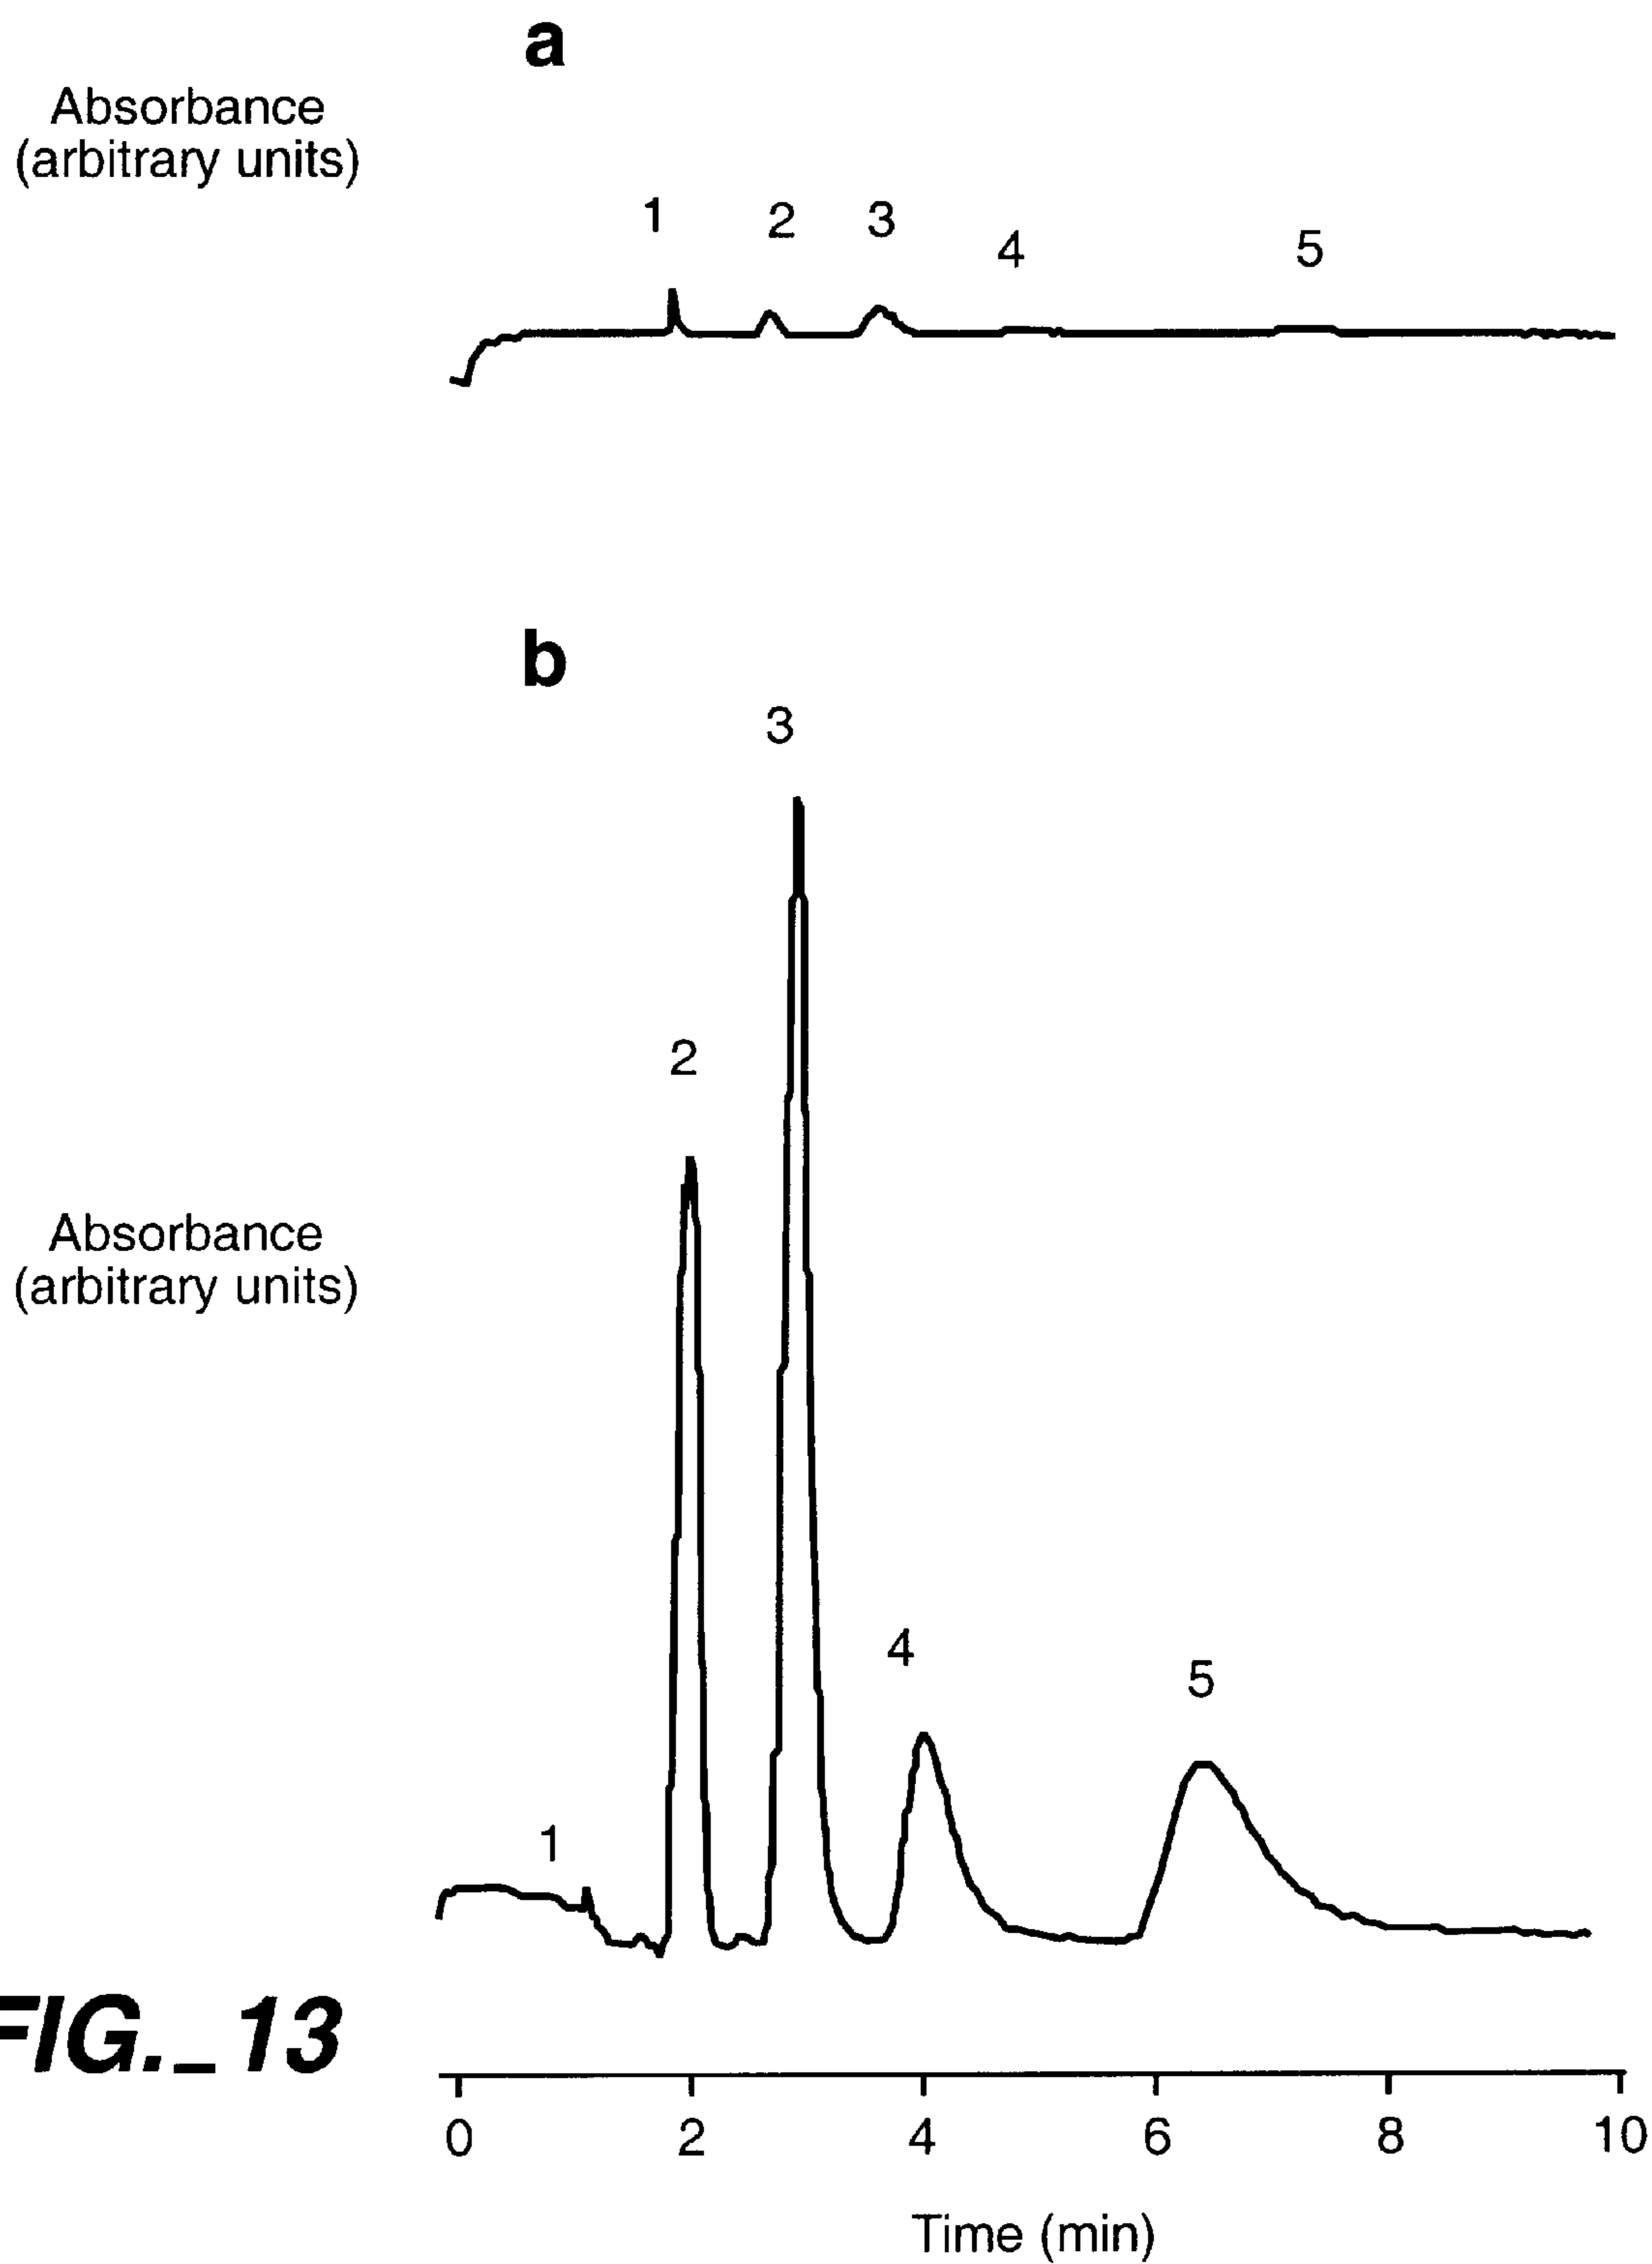 a
Absorbance
(arbitrary units)
1 2 3 4 5
b
3
2
Absorbance
(arbitrary units)
4
5
1
FIG._13
0 2 4 6 8 10
Time (min)